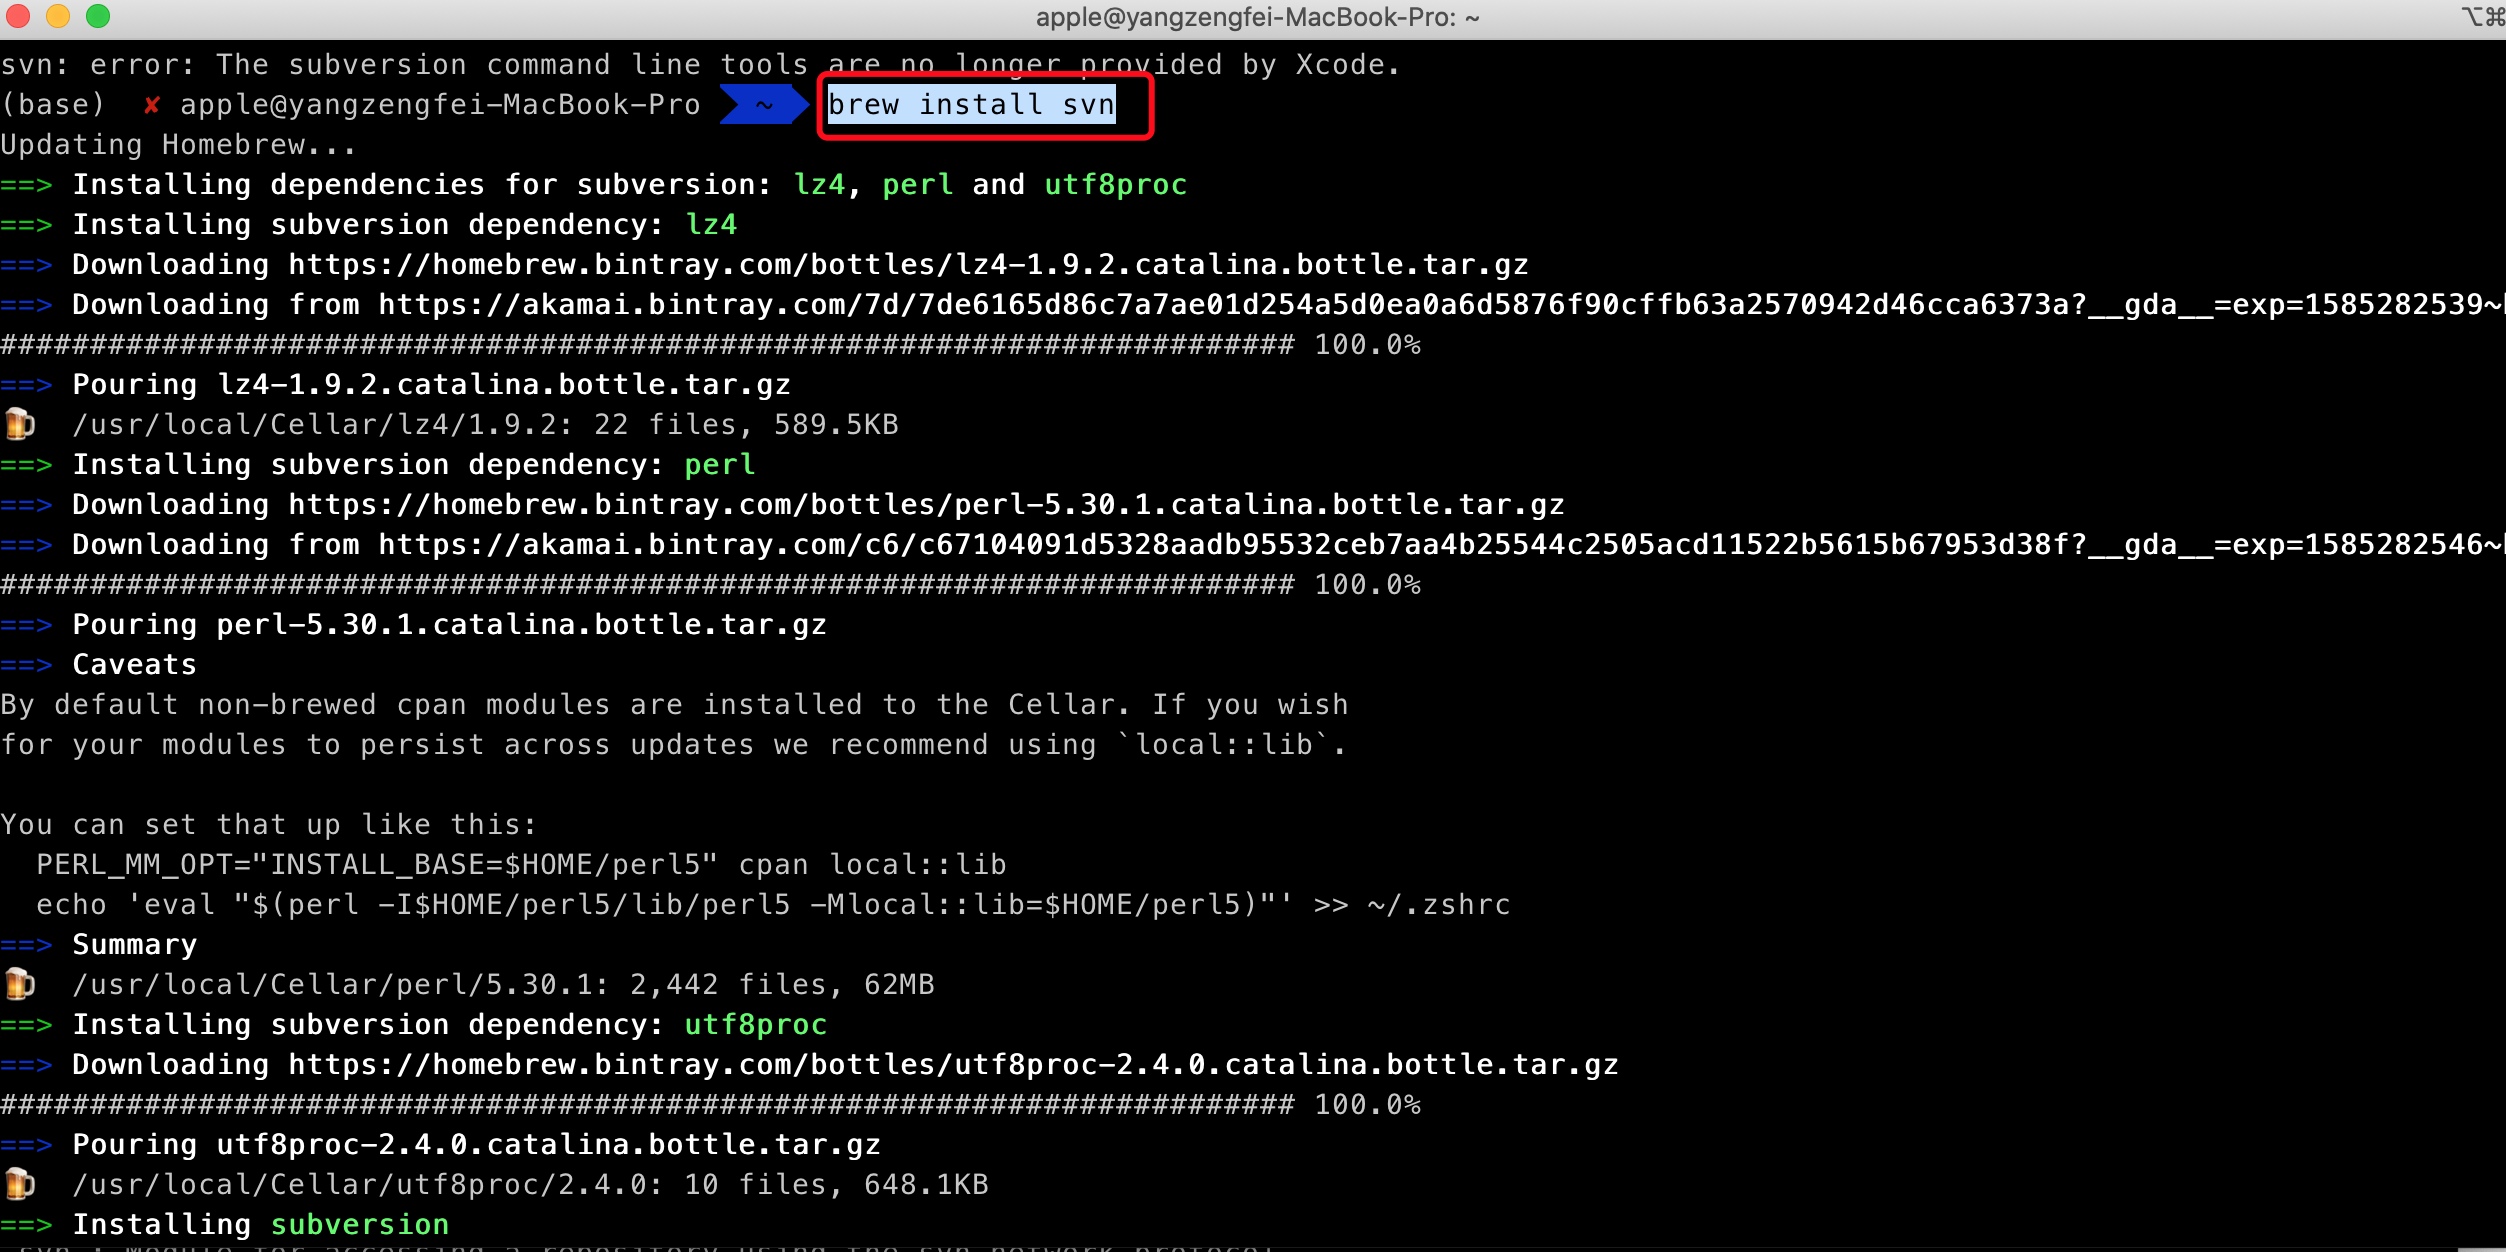 apple@yangzengfei-MacBook-Pro: ~
⌥⌘
svn: error: The subversion command line tools are no longer provided by Xcode.
(base) ✘ apple@yangzengfei-MacBook-Pro ~ brew install svn
Updating Homebrew...
==> Installing dependencies for subversion: lz4, perl and utf8proc
==> Installing subversion dependency: lz4
==> Downloading https://homebrew.bintray.com/bottles/lz4-1.9.2.catalina.bottle.tar.gz
==> Downloading from https://akamai.bintray.com/7d/7de6165d86c7a7ae01d254a5d0ea0a6d5876f90cffb63a2570942d46cca6373a?__gda__=exp=1585282539~
######################################################################## 100.0%
==> Pouring lz4-1.9.2.catalina.bottle.tar.gz
🍺 /usr/local/Cellar/lz4/1.9.2: 22 files, 589.5KB
==> Installing subversion dependency: perl
==> Downloading https://homebrew.bintray.com/bottles/perl-5.30.1.catalina.bottle.tar.gz
==> Downloading from https://akamai.bintray.com/c6/c67104091d5328aadb95532ceb7aa4b25544c2505acd11522b5615b67953d38f?__gda__=exp=1585282546~
######################################################################## 100.0%
==> Pouring perl-5.30.1.catalina.bottle.tar.gz
==> Caveats
By default non-brewed cpan modules are installed to the Cellar. If you wish
for your modules to persist across updates we recommend using `local::lib`.
You can set that up like this:
PERL_MM_OPT="INSTALL_BASE=$HOME/perl5" cpan local::lib
echo 'eval "$(perl -I$HOME/perl5/lib/perl5 -Mlocal::lib=$HOME/perl5)"' >> ~/.zshrc
==> Summary
🍺 /usr/local/Cellar/perl/5.30.1: 2,442 files, 62MB
==> Installing subversion dependency: utf8proc
==> Downloading https://homebrew.bintray.com/bottles/utf8proc-2.4.0.catalina.bottle.tar.gz
######################################################################## 100.0%
==> Pouring utf8proc-2.4.0.catalina.bottle.tar.gz
🍺 /usr/local/Cellar/utf8proc/2.4.0: 10 files, 648.1KB
==> Installing subversion